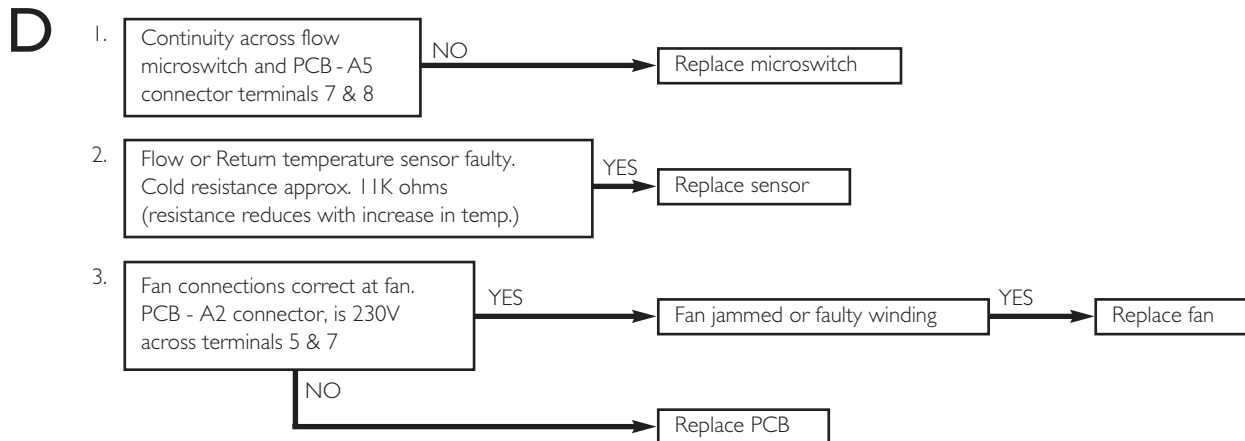 D
1.
Continuity across flow
microswitch and PCB - A5
connector terminals 7 & 8
NO
Replace microswitch
2.
Flow or Return temperature sensor faulty.
Cold resistance approx. 11K ohms
(resistance reduces with increase in temp.)
YES
Replace sensor
3.
Fan connections correct at fan.
PCB - A2 connector, is 230V
across terminals 5 & 7
YES
Fan jammed or faulty winding
YES
Replace fan
NO
Replace PCB